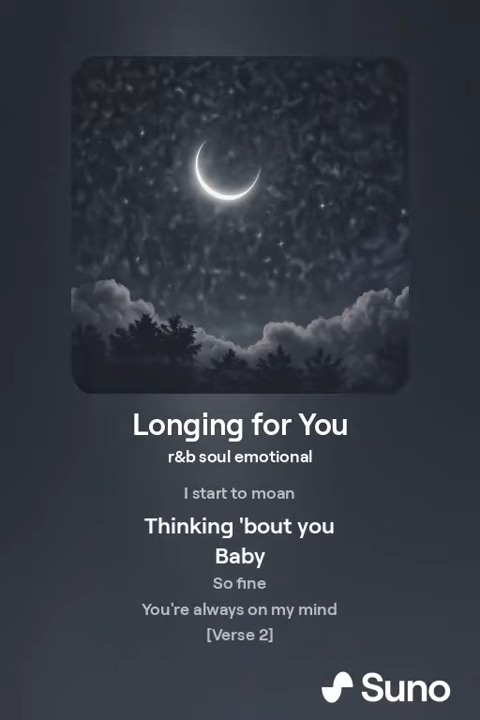 Longing for You
r&b soul emotional
I start to moan
Thinking 'bout you
Baby
So fine
You're always on my mind
[Verse 2]
Suno